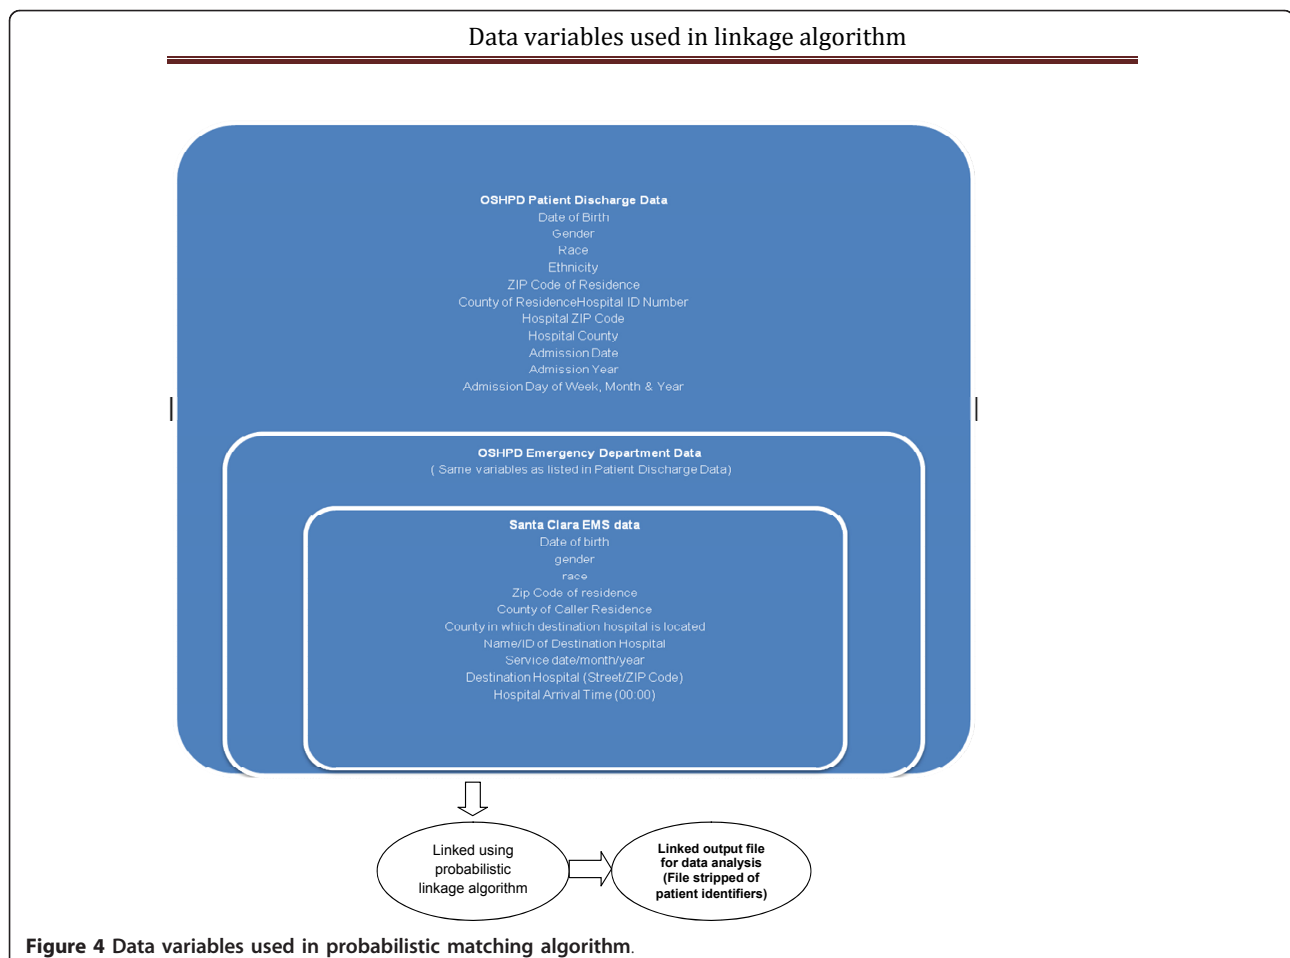 Data variables used in linkage algorithm
OSHPD Patient Discharge Data
Date of Birth
Gender
Race
Ethnicity
ZIP Code of Residence
County of ResidenceHospital ID Number
Hospital ZIP Code
Hospital County
Admission Date
Admission Year
Admission Day of Week, Month & Year
OSHPD Emergency Department Data
( Same variables as listed in Patient Discharge Data)
Santa Clara EMS data
Date of birth
gender
race
Zip Code of residence
County of Caller Residence
County in which destination hospital is located
Name/ID of Destination Hospital
Service date/month/year
Destination Hospital (Street/ZIP Code)
Hospital Arrival Time (00:00)
Linked using
probabilistic
linkage algorithm
Linked output file
for data analysis
(File stripped of
patient identifiers)
Figure 4 Data variables used in probabilistic matching algorithm.